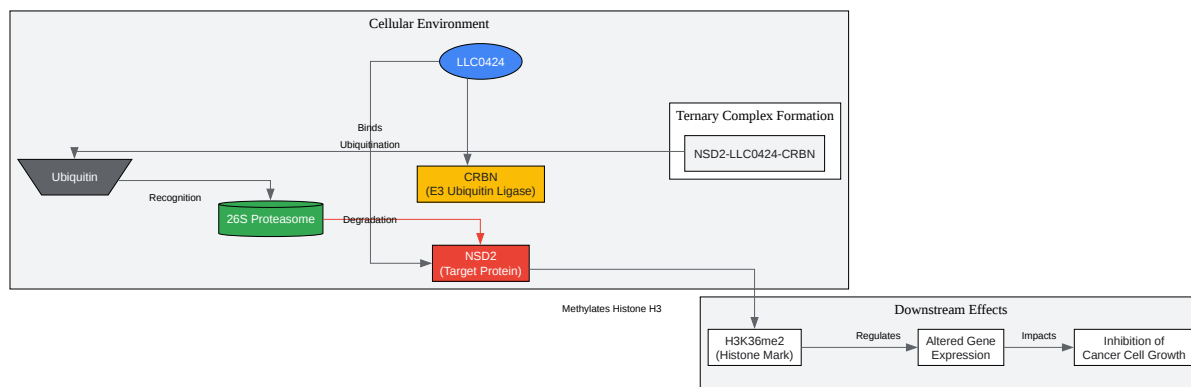 Cellular Environment
LLC0424
Ternary Complex Formation
Binds
Ubiquitination
NSD2-LLC0424-CRBN
Ubiquitin
CRBN
(E3 Ubiquitin Ligase)
Recognition
26S Proteasome
Degradation
NSD2
(Target Protein)
Methylates Histone H3
Downstream Effects
H3K36me2
(Histone Mark)
Regulates
Altered Gene
Expression
Impacts
Inhibition of
Cancer Cell Growth